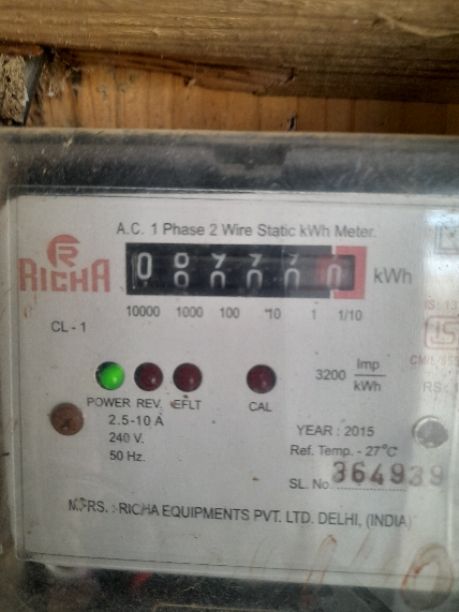 A.C. 1 Phase 2 Wire Static kWh Meter.
R
RICHA
kWh
10000 1000 100 10 1 1/10
CL - 1
3200 Imp/kWh
POWER REV. EFLT CAL
2.5-10 A
240 V.
50 Hz.
YEAR : 2015
Ref. Temp. - 27°C
SL. No. 364939
MFRS. : RICHA EQUIPMENTS PVT. LTD. DELHI, (INDIA)